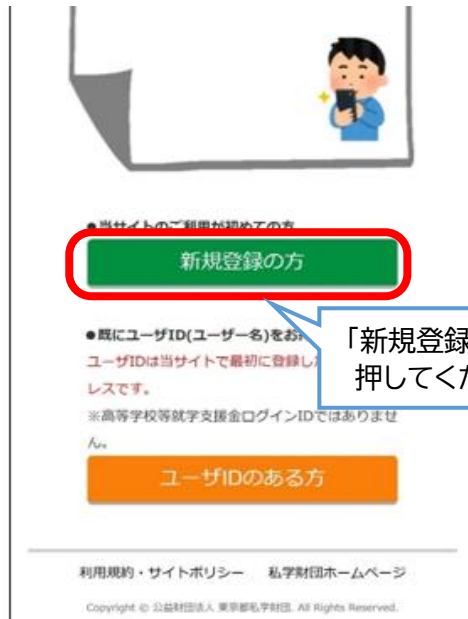 ●当サイトのご利用が初めての方
新規登録の方
●既にユーザID(ユーザー名)をお
ユーザIDは当サイトで最初に登録し
レスです。
※高等学校等就学支援金ログインIDではありませ
ん。
「新規登録
押してくだ
ユーザIDのある方
利用規約・サイトポリシー 私学財団ホームページ
Copyright © 公益財団法人 東京都私学財団. All Rights Reserved.